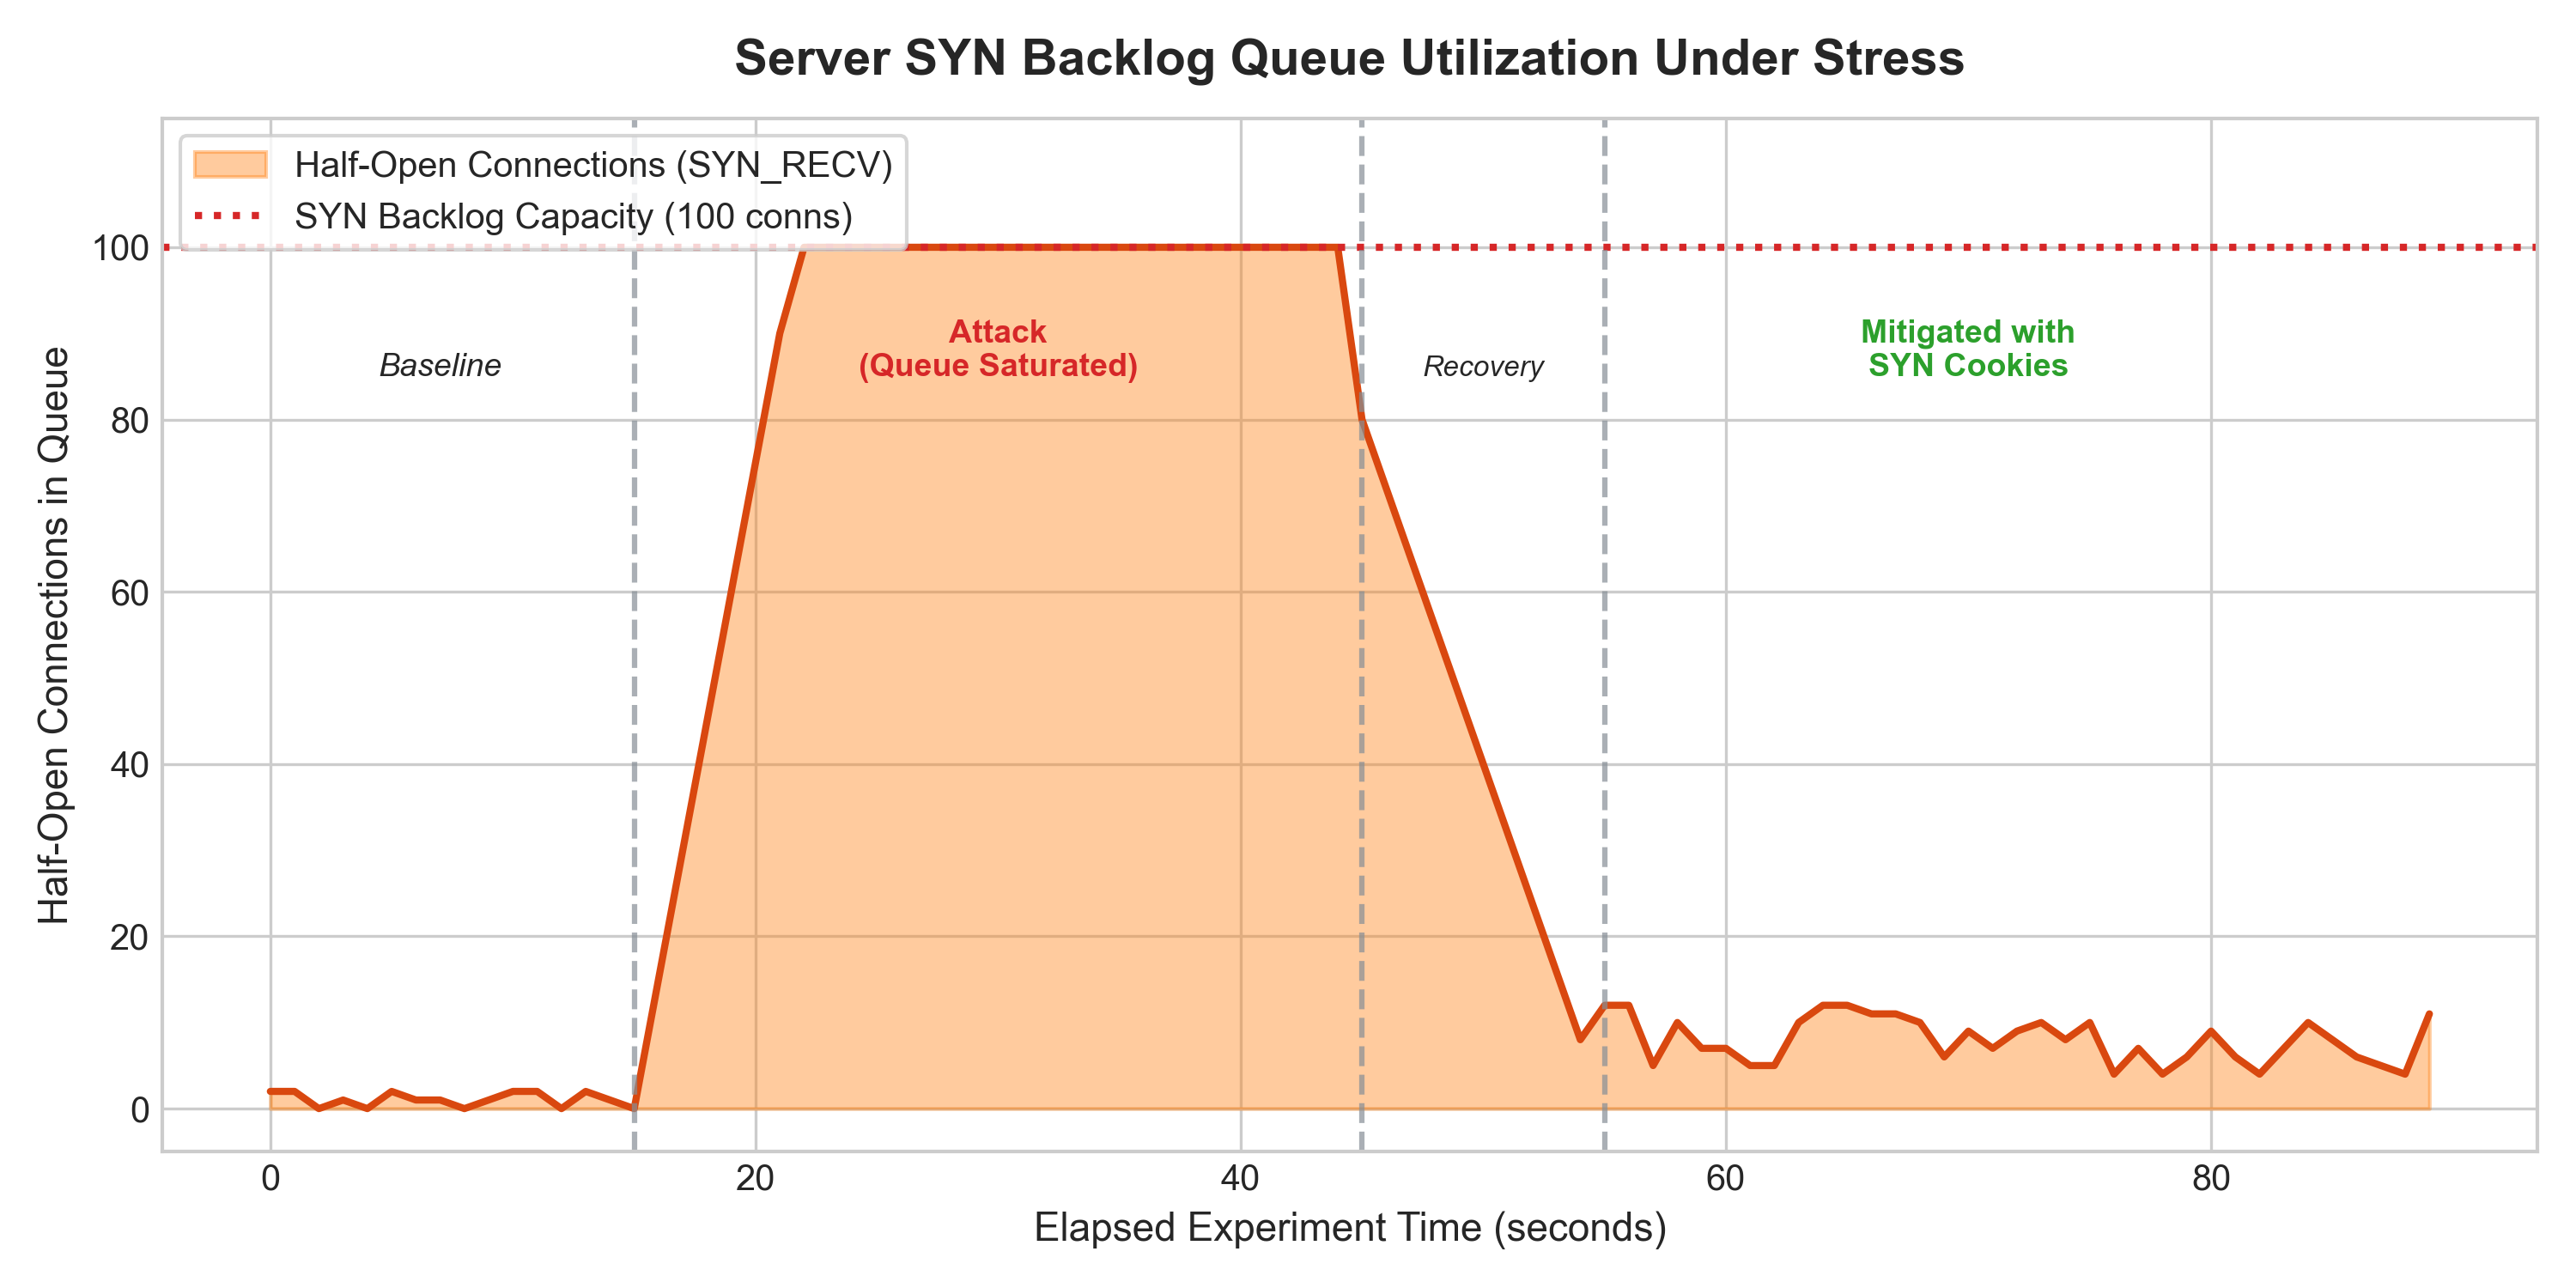 Server SYN Backlog Queue Utilization Under Stress
Half-Open Connections (SYN_RECV)
SYN Backlog Capacity (100 conns)
Half-Open Connections in Queue
100
80
60
40
20
0
Baseline
Attack
(Queue Saturated)
Recovery
Mitigated with
SYN Cookies
0
20
40
60
80
Elapsed Experiment Time (seconds)